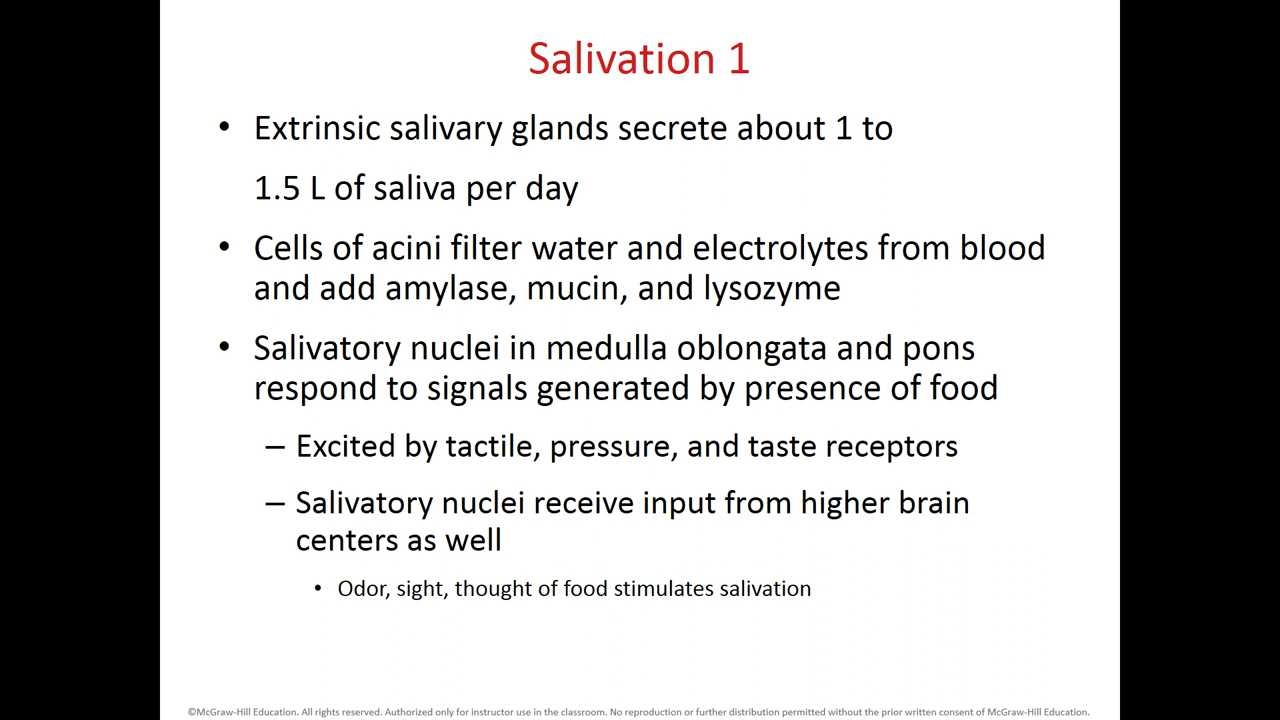 Salivation 1
• Extrinsic salivary glands secrete about 1 to
1.5 L of saliva per day
• Cells of acini filter water and electrolytes from blood
and add amylase, mucin, and lysozyme
• Salivatory nuclei in medulla oblongata and pons
respond to signals generated by presence of food
– Excited by tactile, pressure, and taste receptors
– Salivatory nuclei receive input from higher brain
centers as well
• Odor, sight, thought of food stimulates salivation
©McGraw-Hill Education. All rights reserved. Authorized only for instructor use in the classroom. No reproduction or further distribution permitted without the prior written consent of McGraw-Hill Education.